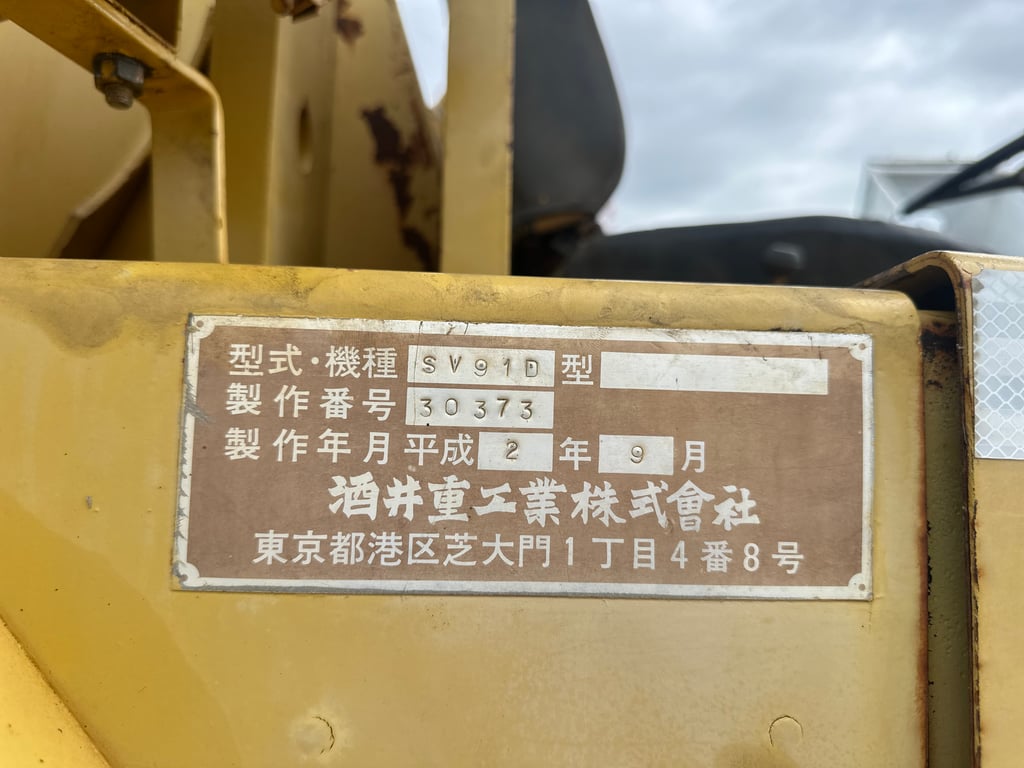 型式・機種 SV91D 型
製作番号 30373
製作年月 平成 2 年 9 月
酒井重工業株式會社
東京都港区芝大門1丁目4番8号